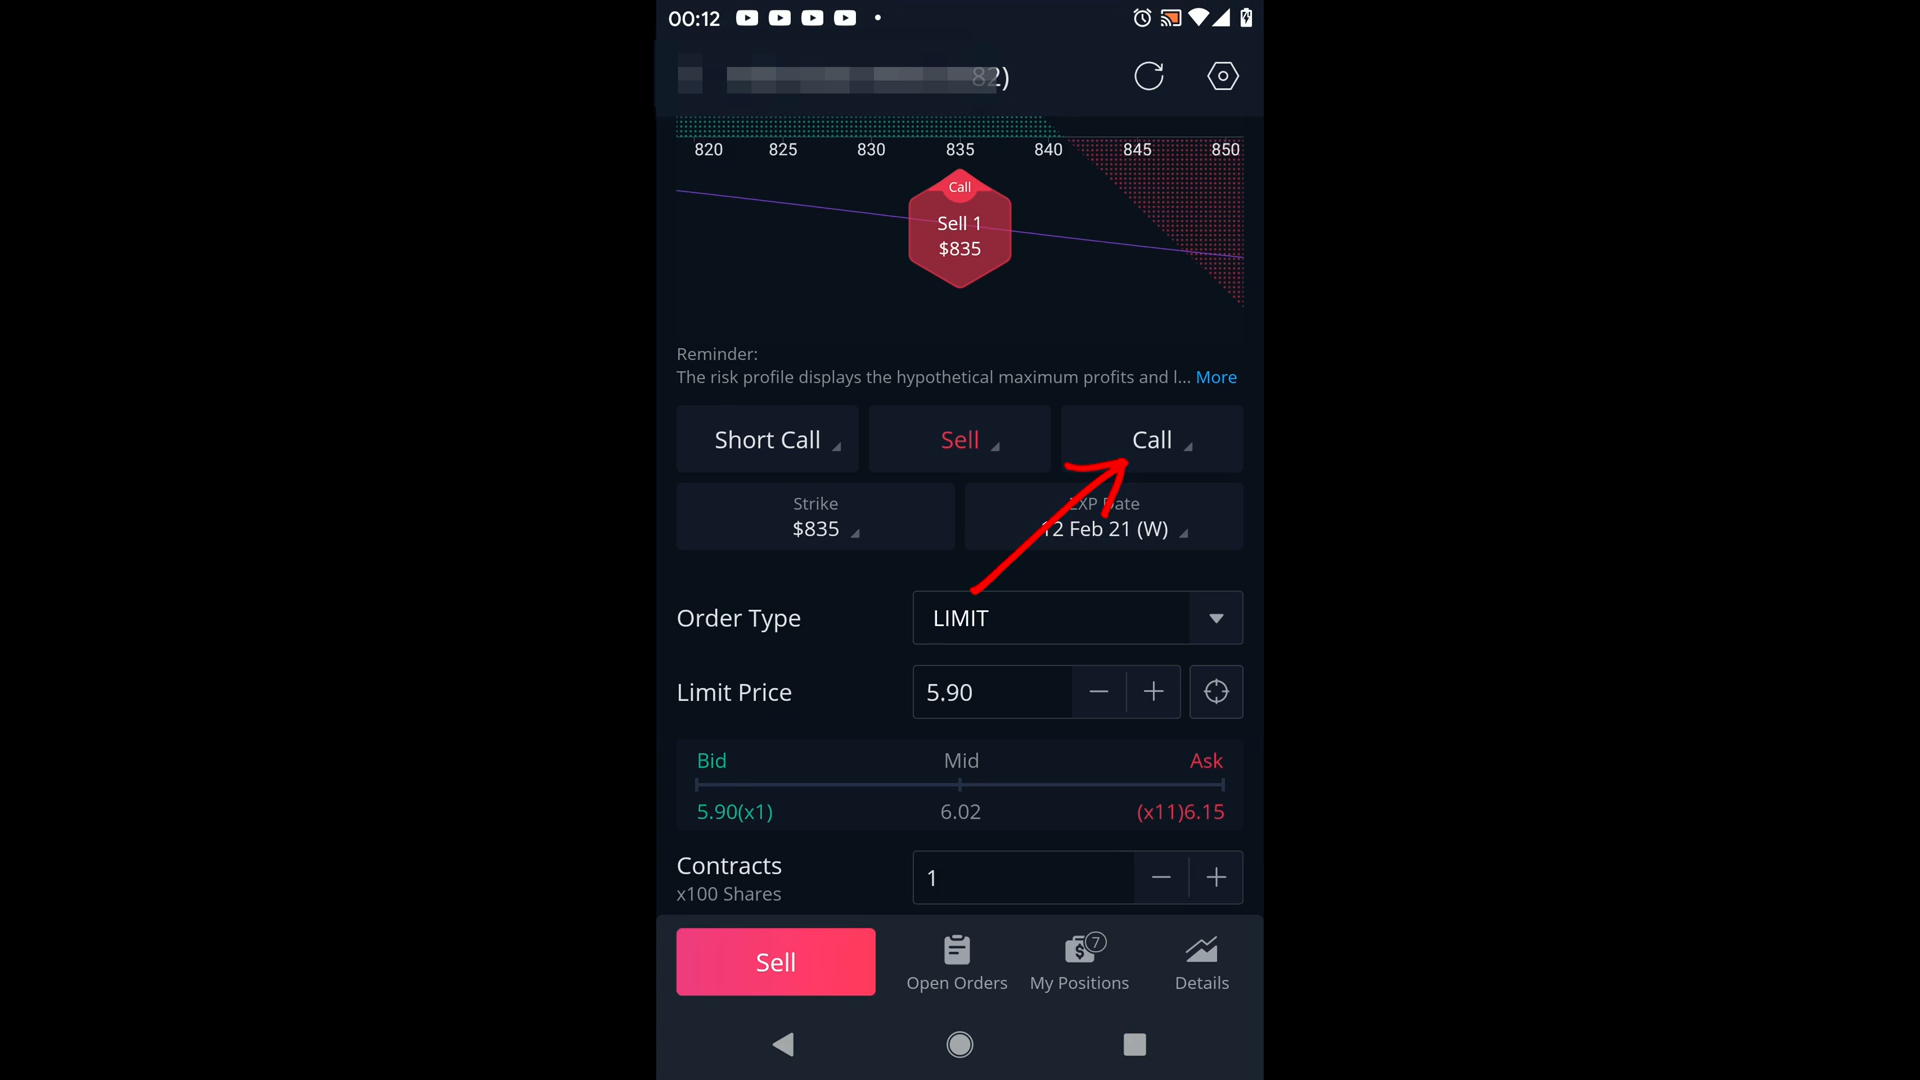 00:12
82)
820 825 830 835 840 845 850
Call
Sell 1
$835
Reminder:
The risk profile displays the hypothetical maximum profits and l... More
Short Call Sell Call
Strike EXP Date
$835 12 Feb 21 (W)
Order Type LIMIT
Limit Price 5.90
Bid Mid Ask
5.90(x1) 6.02 (x11)6.15
Contracts 1
x100 Shares
Sell
7
Open Orders My Positions Details